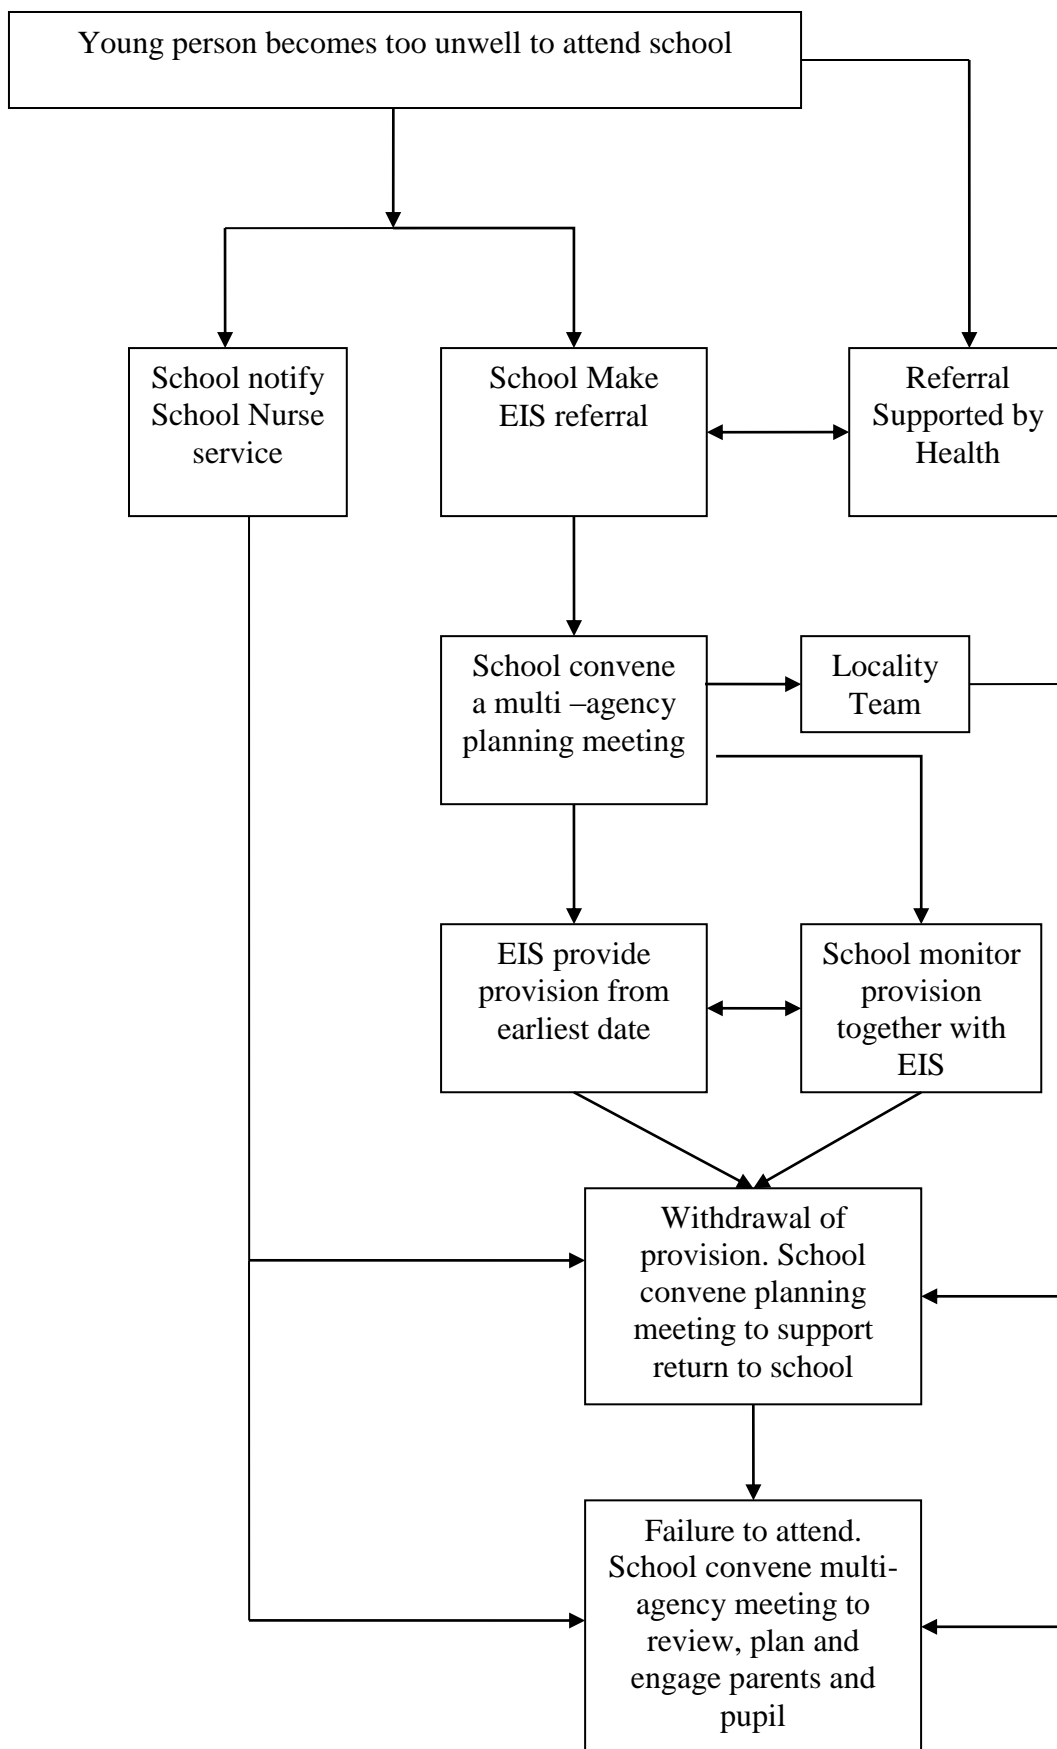 Young person becomes too unwell to attend school
School notify
School Nurse
service
School Make
EIS referral
Referral
Supported by
Health
School convene
a multi –agency
planning meeting
Locality
Team
EIS provide
provision from
earliest date
School monitor
provision
together with
EIS
Withdrawal of
provision. School
convene planning
meeting to support
return to school
Failure to attend.
School convene multi-
agency meeting to
review, plan and
engage parents and
pupil